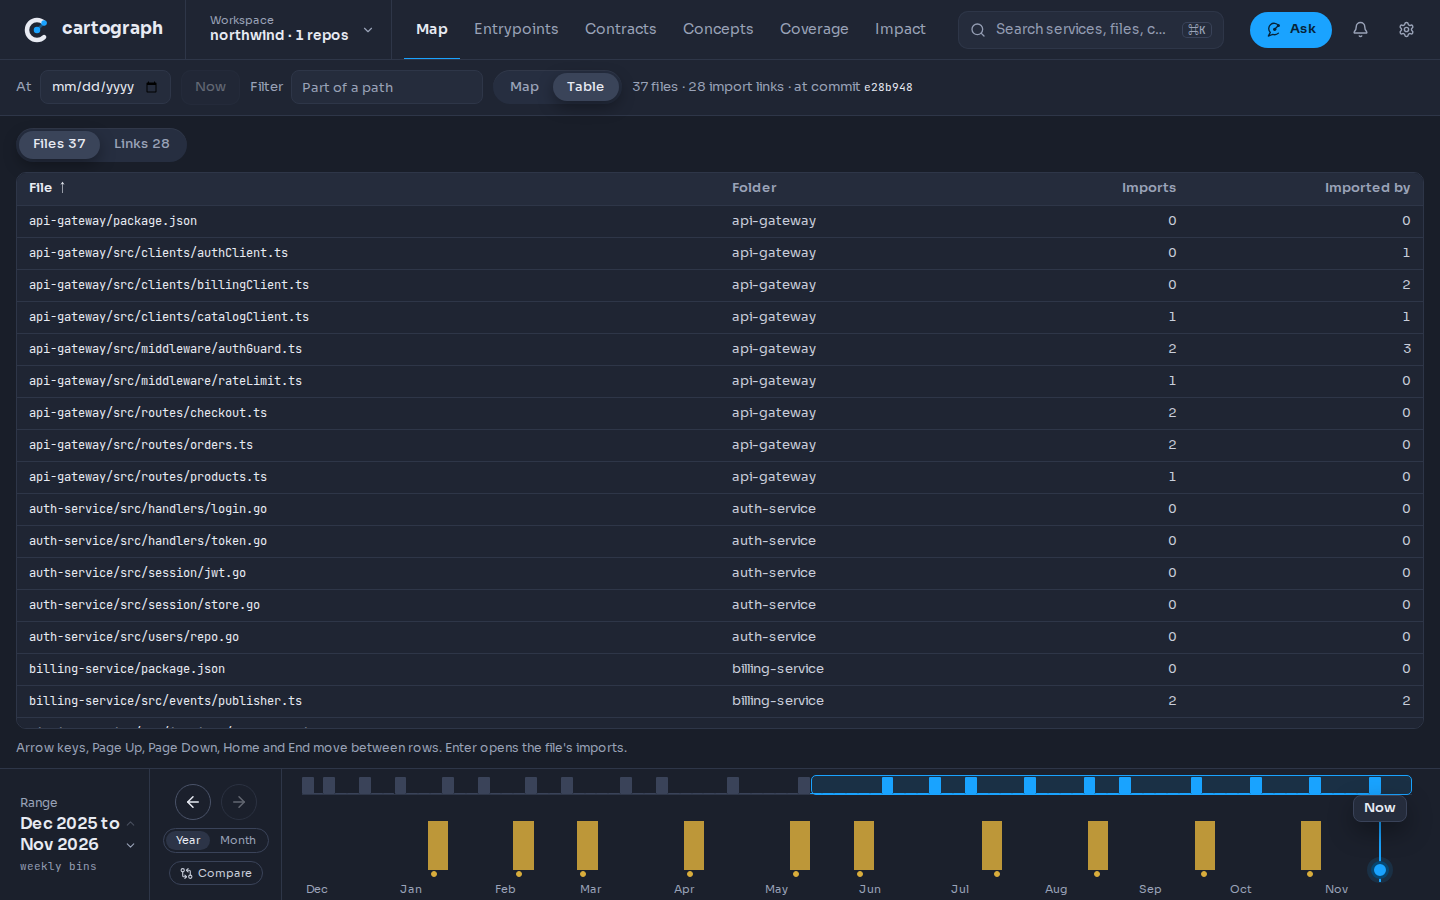 cartograph
Workspace
northwind · 1 repos
Map Entrypoints Contracts Concepts Coverage Impact
Search services, files, c... ⌘K
Ask
At mm/dd/yyyy Now Filter Part of a path Map Table 37 files · 28 import links · at commit e28b948
Files 37 Links 28
File ↑ Folder Imports Imported by
api-gateway/package.json api-gateway 0 0
api-gateway/src/clients/authClient.ts api-gateway 0 1
api-gateway/src/clients/billingClient.ts api-gateway 0 2
api-gateway/src/clients/catalogClient.ts api-gateway 1 1
api-gateway/src/middleware/authGuard.ts api-gateway 2 3
api-gateway/src/middleware/rateLimit.ts api-gateway 1 0
api-gateway/src/routes/checkout.ts api-gateway 2 0
api-gateway/src/routes/orders.ts api-gateway 2 0
api-gateway/src/routes/products.ts api-gateway 1 0
auth-service/src/handlers/login.go auth-service 0 0
auth-service/src/handlers/token.go auth-service 0 0
auth-service/src/session/jwt.go auth-service 0 0
auth-service/src/session/store.go auth-service 0 0
auth-service/src/users/repo.go auth-service 0 0
billing-service/package.json billing-service 0 0
billing-service/src/events/publisher.ts billing-service 2 2
Arrow keys, Page Up, Page Down, Home and End move between rows. Enter opens the file's imports.
Range
Dec 2025 to
Nov 2026
weekly bins
Year Month
Compare
Now
Dec Jan Feb Mar Apr May Jun Jul Aug Sep Oct Nov